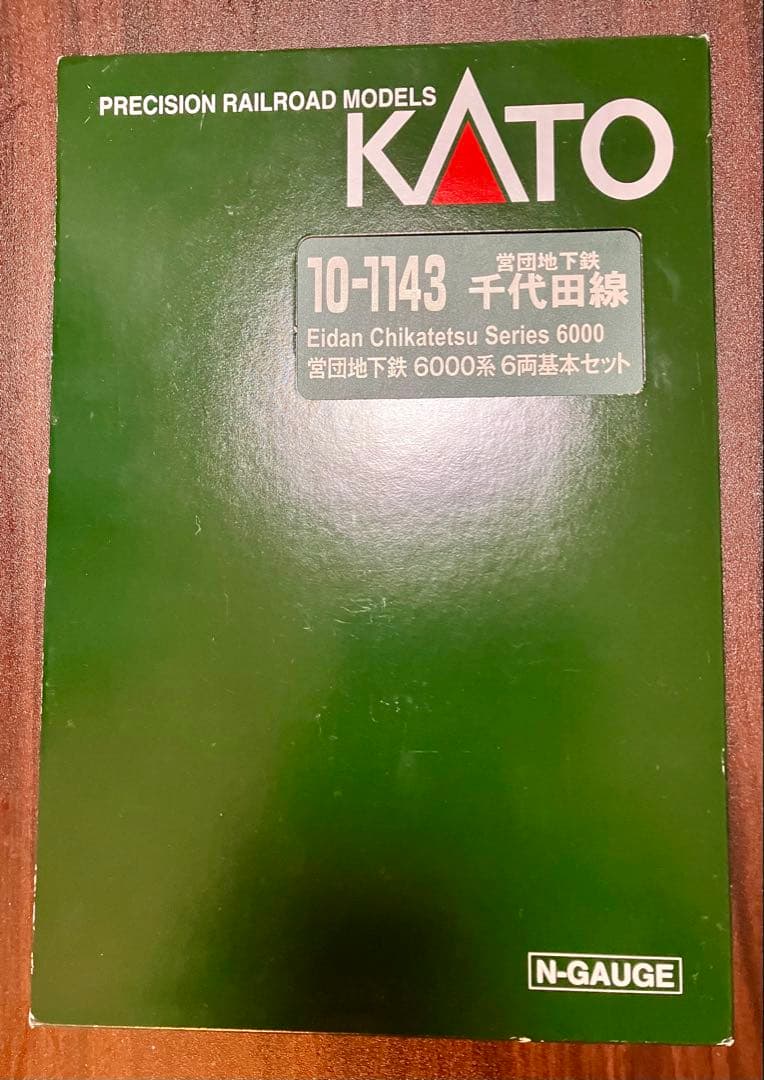 PRECISION RAILROAD MODELS
KATO
10-1143
営団地下鉄
千代田線
Eidan Chikatetsu Series 6000
営団地下鉄 6000系 6両基本セット
N-GAUGE